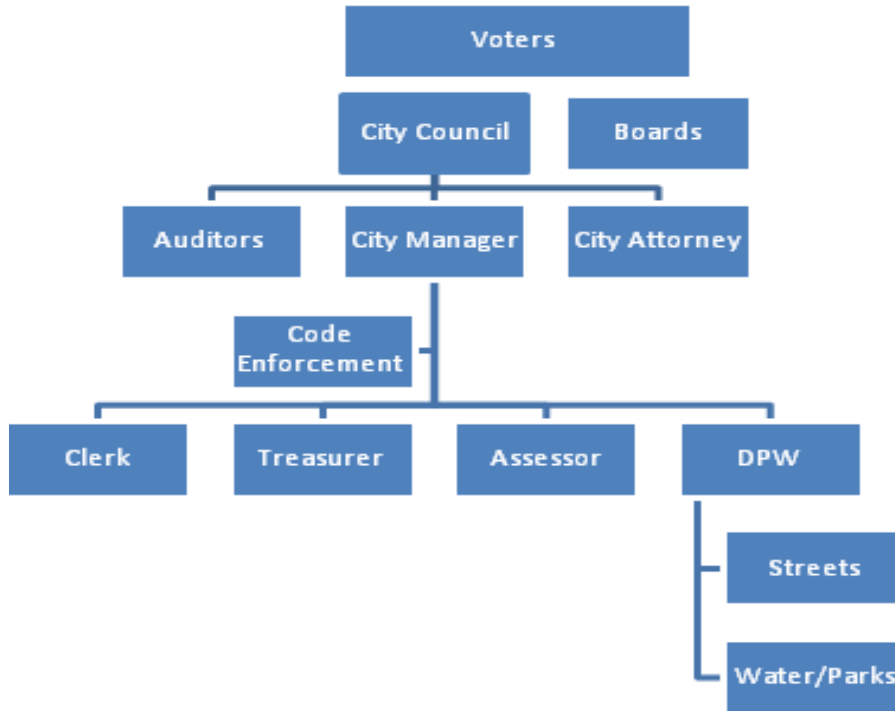 Voters
City Council
Boards
Auditors
City Manager
City Attorney
Code
Enforcement
Clerk
Treasurer
Assessor
DPW
Streets
Water/Parks